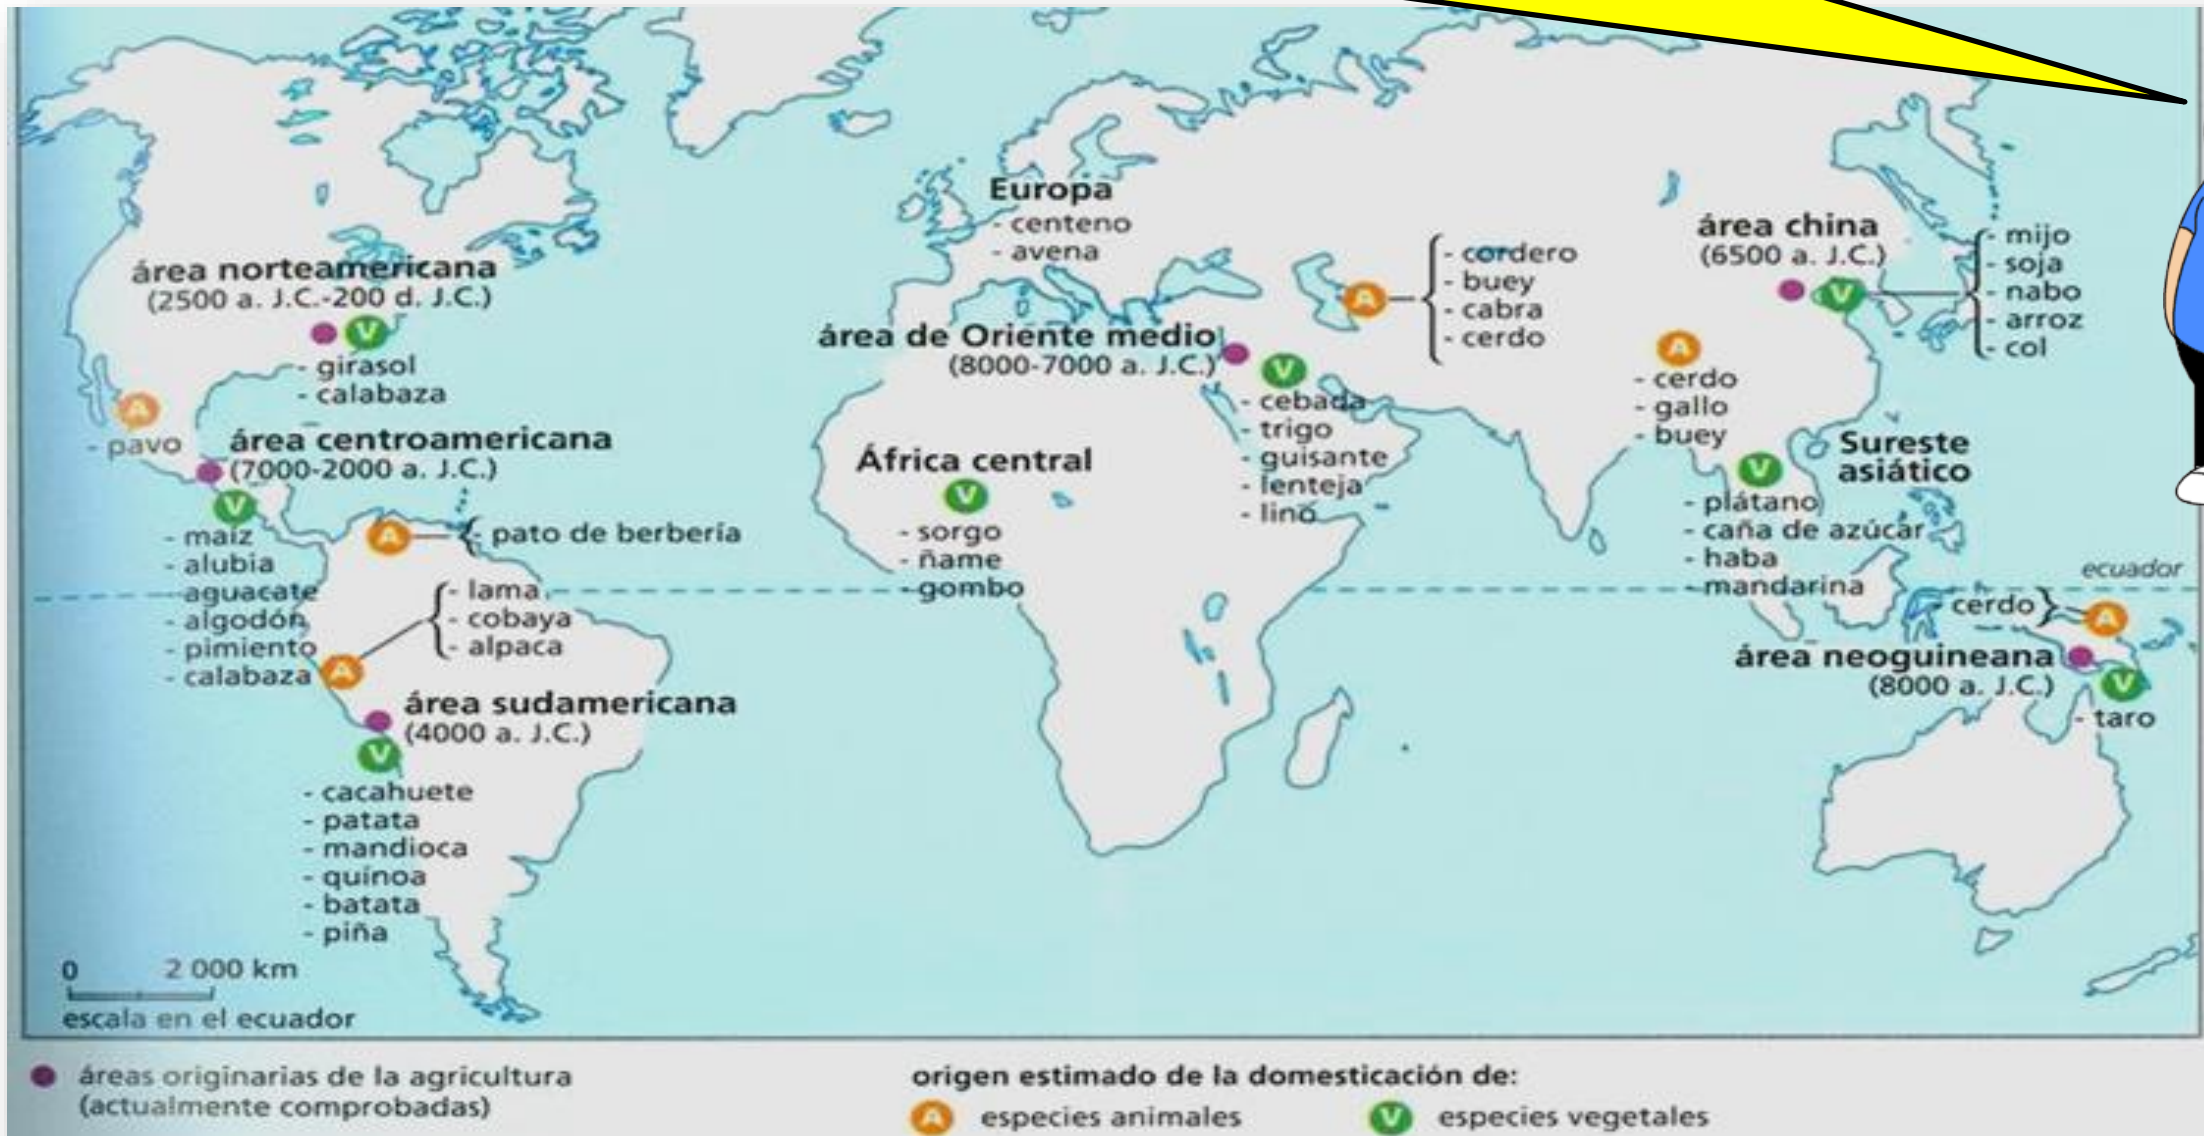 Europa
- centeno
- avena
área norteamericana
(2500 a. J.C.-200 d. J.C.)
V
- girasol
- calabaza
A
- pavo
área centroamericana
(7000-2000 a. J.C.)
V
- maíz
- alubia
- aguacate
- algodón
- pimiento
- calabaza
A
- pato de berbería
- lama
- cobaya
- alpaca
A
área sudamericana
(4000 a. J.C.)
V
- cacahuete
- patata
- mandioca
- quinoa
- batata
- piña
área de Oriente medio
(8000-7000 a. J.C.)
V
- cebada
- trigo
- guisante
- lenteja
- lino
A
- cordero
- buey
- cabra
- cerdo
África central
V
- sorgo
- ñame
- gombo
área china
(6500 a. J.C.)
V
- mijo
- soja
- nabo
- arroz
- col
A
- cerdo
- gallo
- buey
Sureste
asiático
V
- plátano
- caña de azúcar
- haba
- mandarina
ecuador
cerdo
A
área neoguineana
(8000 a. J.C.)
V
- taro
0 2 000 km
escala en el ecuador
áreas originarias de la agricultura
(actualmente comprobadas)
origen estimado de la domesticación de:
A especies animales
V especies vegetales